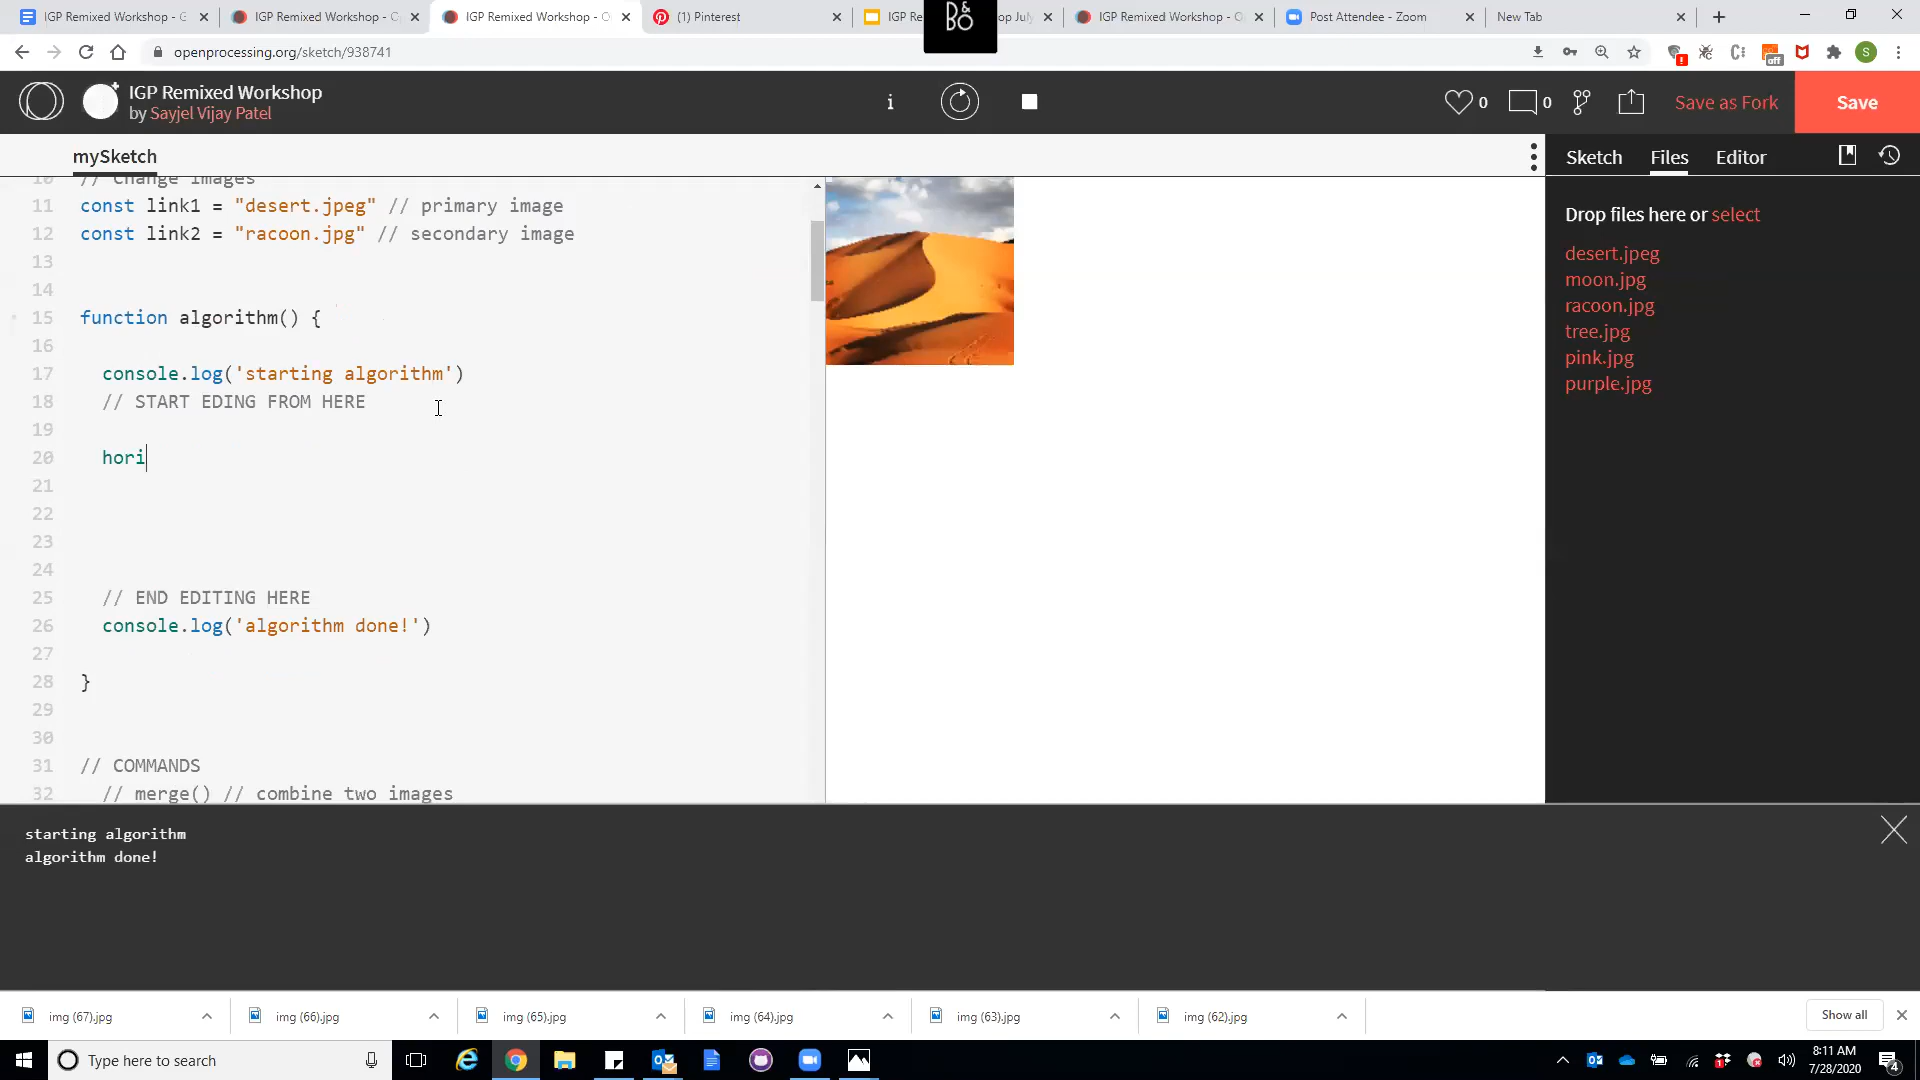 IGP Remixed Workshop - G
IGP Remixed Workshop - O
IGP Remixed Workshop - O
(1) Pinterest
IGP Re
op July
IGP Remixed Workshop - O
Post Attendee - Zoom
New Tab
B&O
openprocessing.org/sketch/938741
off
S
IGP Remixed Workshop
by Sayjel Vijay Patel
i
0
0
Save as Fork
Save
mySketch
Sketch
Files
Editor
10 // Change images
11 const link1 = "desert.jpeg" // primary image
12 const link2 = "racoon.jpg" // secondary image
13
14
15 function algorithm() {
16
17 console.log('starting algorithm')
18 // START EDING FROM HERE
19
20 hori
21
22
23
24
25 // END EDITING HERE
26 console.log('algorithm done!')
27
28 }
29
30
31 // COMMANDS
32 // merge() // combine two images
Drop files here or select
desert.jpeg
moon.jpg
racoon.jpg
tree.jpg
pink.jpg
purple.jpg
starting algorithm
algorithm done!
img (67).jpg
img (66).jpg
img (65).jpg
img (64).jpg
img (63).jpg
img (62).jpg
Show all
Type here to search
8:11 AM
7/28/2020
4